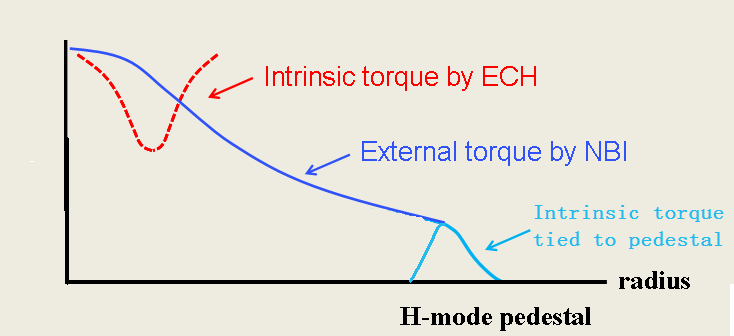 Intrinsic torque by ECH
External torque by NBI
Intrinsic torque
tied to pedestal
radius
H-mode pedestal